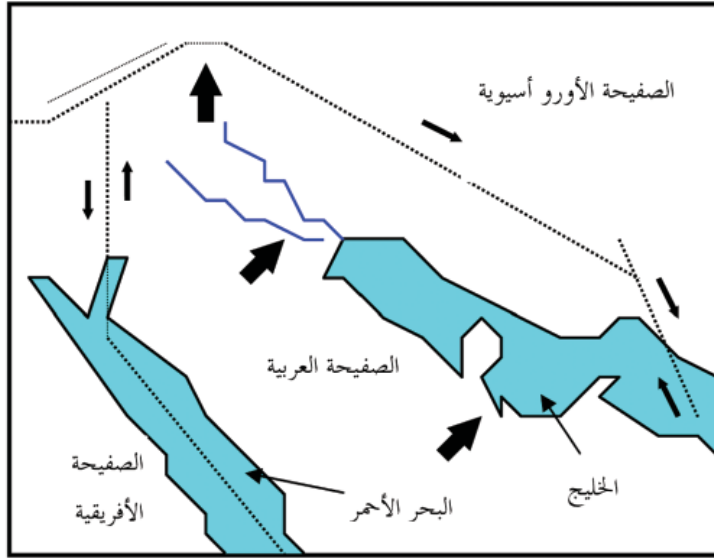 الصفيحة الأورو أسيوية
الصفيحة العربية
الخليج
البحر الأحمر
الصفيحة
الأفريقية